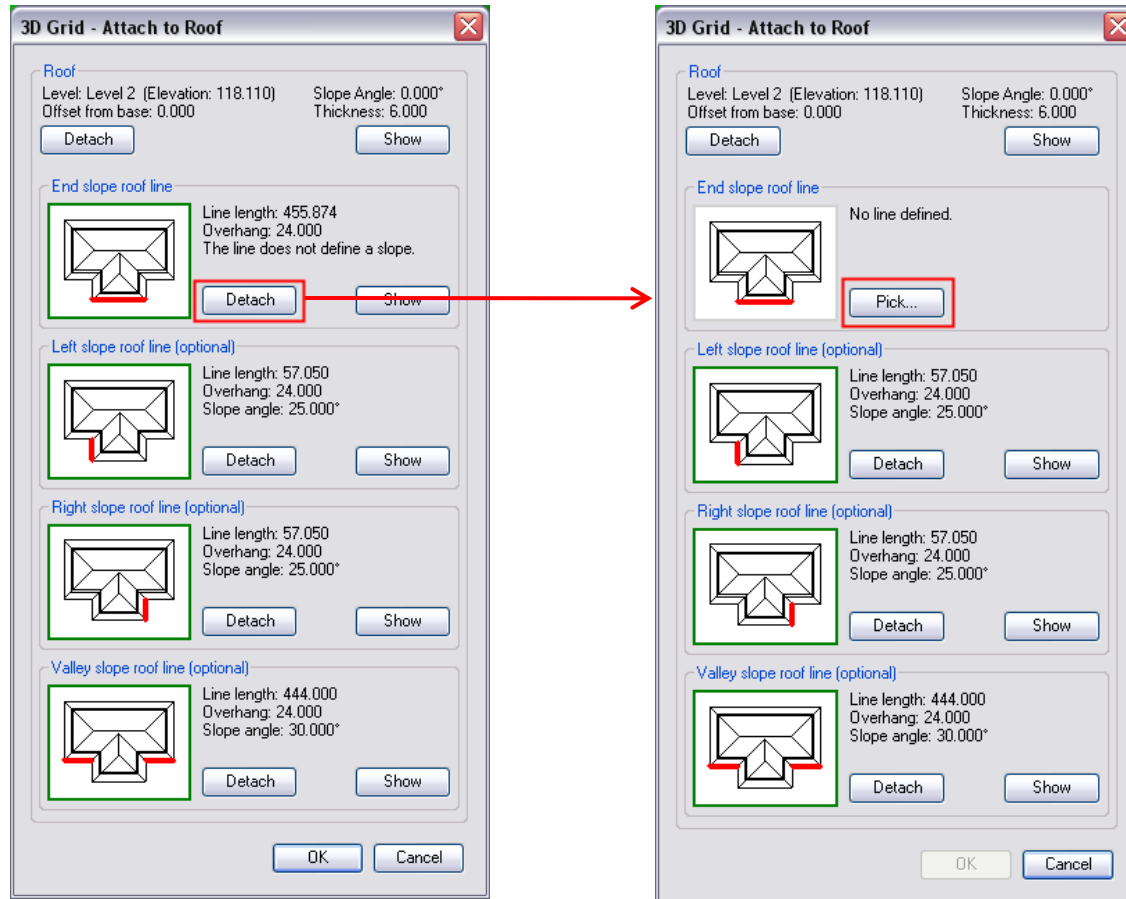 3D Grid - Attach to Roof
Roof
Level: Level 2 (Elevation: 118.110) Slope Angle: 0.000°
Offset from base: 0.000 Thickness: 6.000
Detach Show
End slope roof line
Line length: 455.874
Overhang: 24.000
The line does not define a slope.
Detach Show
Left slope roof line (optional)
Line length: 57.050
Overhang: 24.000
Slope angle: 25.000°
Detach Show
Right slope roof line (optional)
Line length: 57.050
Overhang: 24.000
Slope angle: 25.000°
Detach Show
Valley slope roof line (optional)
Line length: 444.000
Overhang: 24.000
Slope angle: 30.000°
Detach Show
OK Cancel
3D Grid - Attach to Roof
Roof
Level: Level 2 (Elevation: 118.110) Slope Angle: 0.000°
Offset from base: 0.000 Thickness: 6.000
Detach Show
End slope roof line
No line defined.
Pick...
Left slope roof line (optional)
Line length: 57.050
Overhang: 24.000
Slope angle: 25.000°
Detach Show
Right slope roof line (optional)
Line length: 57.050
Overhang: 24.000
Slope angle: 25.000°
Detach Show
Valley slope roof line (optional)
Line length: 444.000
Overhang: 24.000
Slope angle: 30.000°
Detach Show
OK Cancel